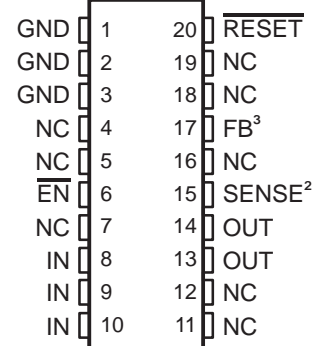 GND 1 20 R̅E̅S̅E̅T̅
GND 2 19 NC
GND 3 18 NC
NC 4 17 FB³
NC 5 16 NC
E̅N̅ 6 15 SENSE²
NC 7 14 OUT
IN 8 13 OUT
IN 9 12 NC
IN 10 11 NC